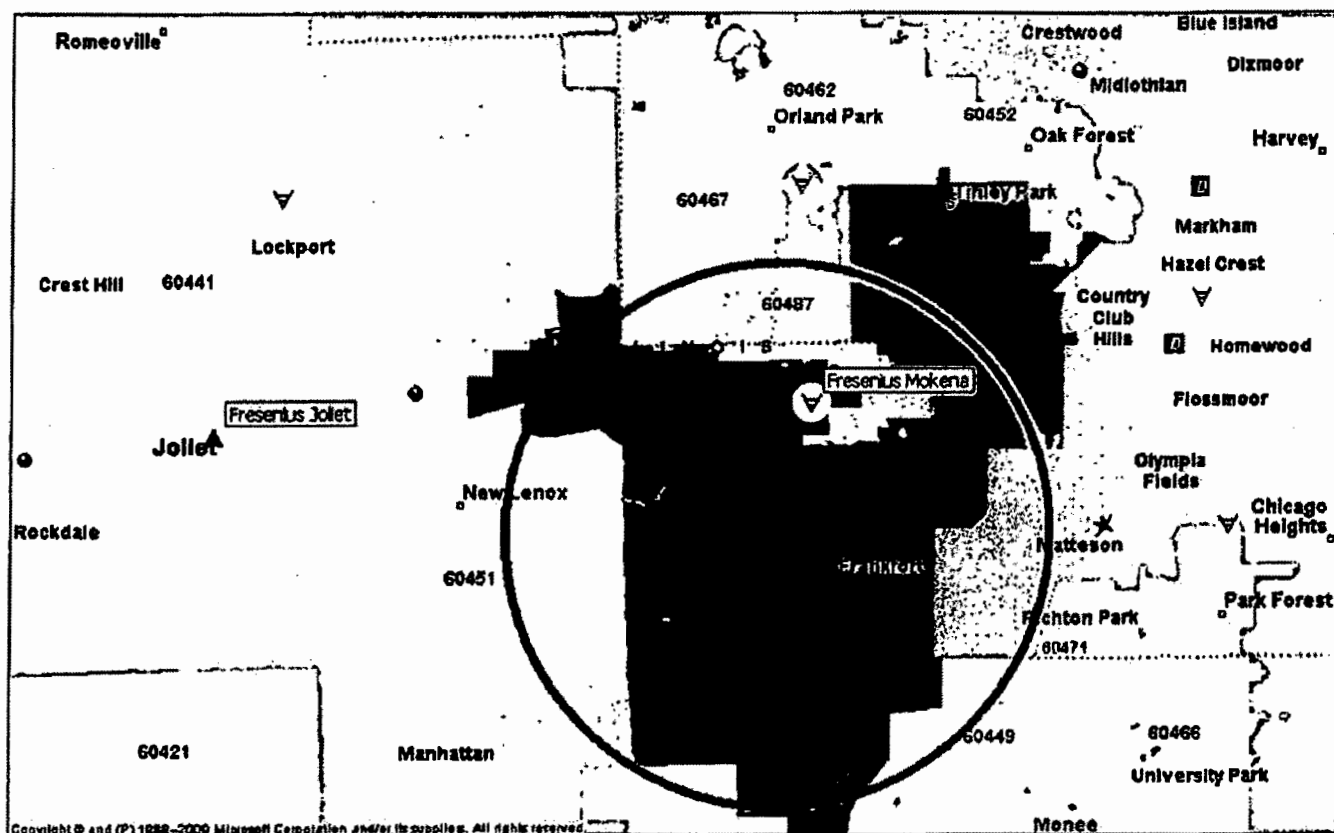 Romeoville
Crestwood
Blue Island
Dixmoor
Midlothian
60462
Orland Park
60452
Oak Forest
Harvey
60467
Tinley Park
Markham
Lockport
Hazel Crest
Crest Hill
60441
60487
Country
Club
Hills
Homewood
Fresenius Mokena
Flossmoor
Fresenius Joliet
Joliet
Olympia
Fields
New Lenox
Chicago
Heights
Rockdale
Matteson
Frankfort
60451
Park Forest
Richton Park
60471
60421
Manhattan
60449
60466
University Park
Monee
Copyright © and (P) 1988–2009 Microsoft Corporation and/or its suppliers. All rights reserved.